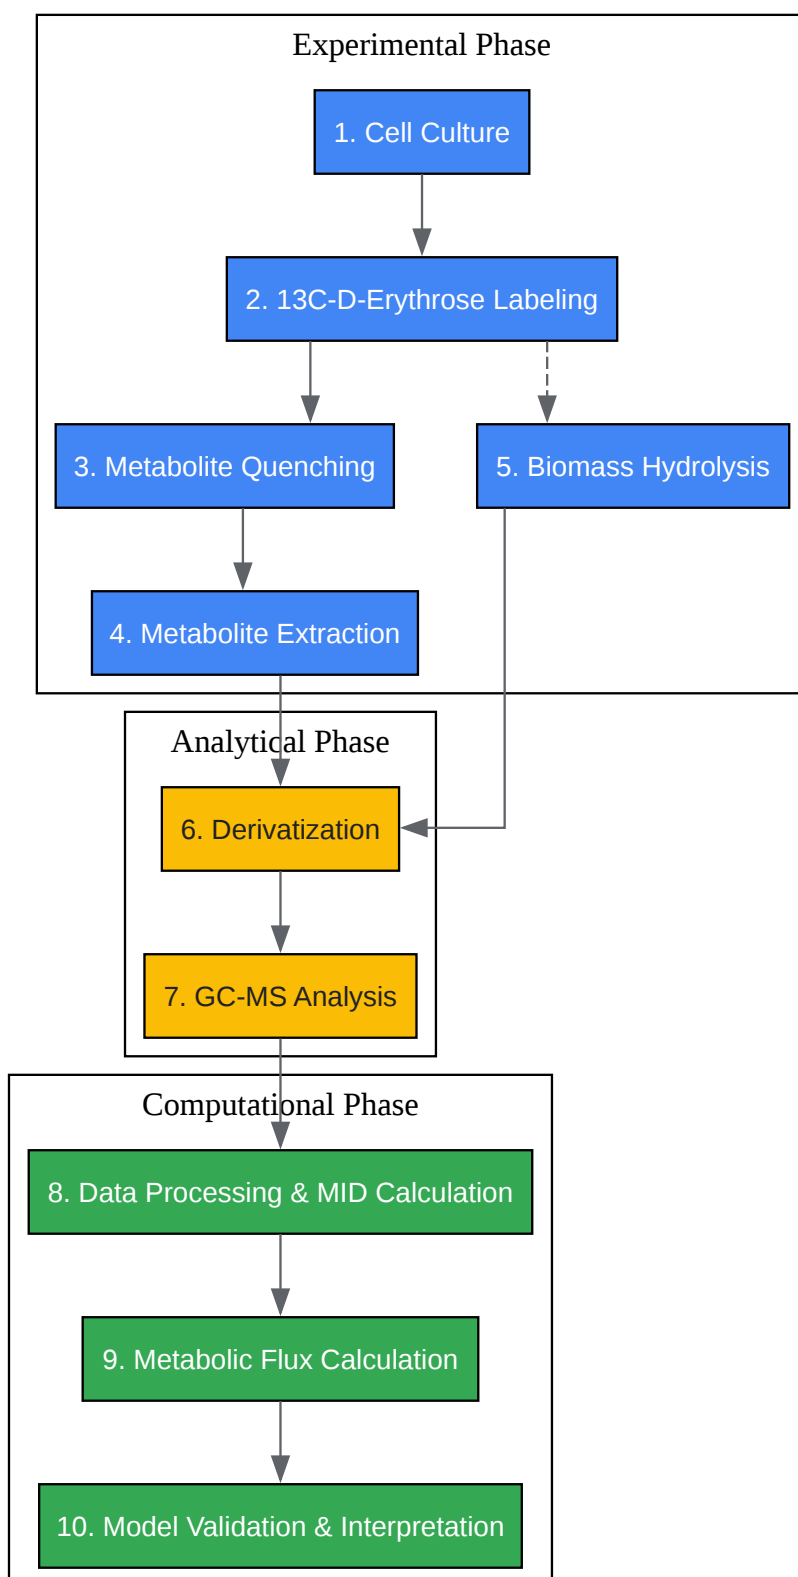 Experimental Phase
1. Cell Culture
2. 13C-D-Erythrose Labeling
3. Metabolite Quenching
5. Biomass Hydrolysis
4. Metabolite Extraction
Analytical Phase
6. Derivatization
7. GC-MS Analysis
Computational Phase
8. Data Processing & MID Calculation
9. Metabolic Flux Calculation
10. Model Validation & Interpretation